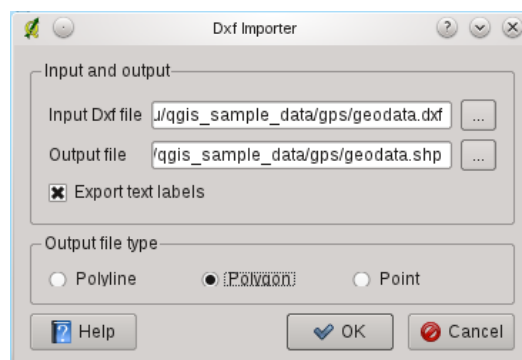 Dxf Importer
Input and output
Input Dxf file u/qgis_sample_data/gps/geodata.dxf ...
Output file /qgis_sample_data/gps/geodata.shp ...
Export text labels
Output file type
Polyline Polygon Point
Help OK Cancel